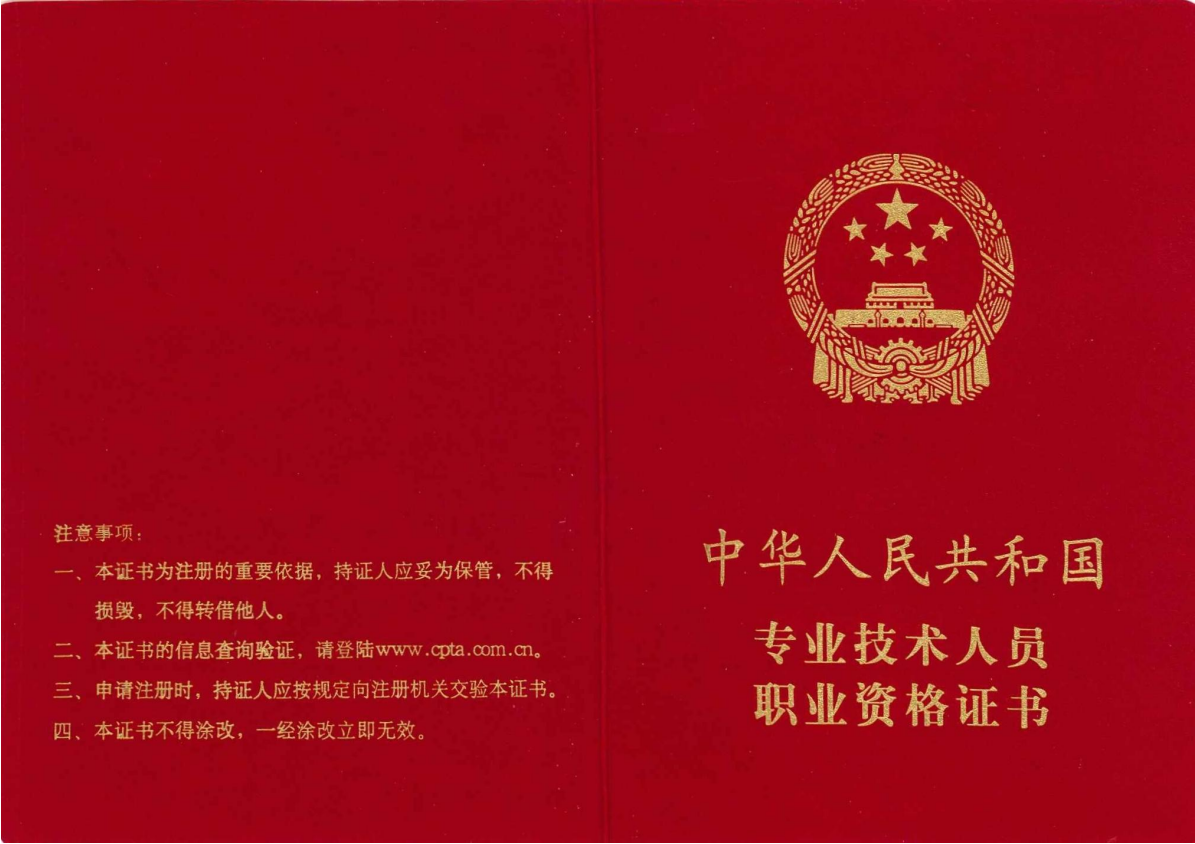 注意事项：
一、本证书为注册的重要依据，持证人应妥为保管，不得
损毁，不得转借他人。
二、本证书的信息查询验证，请登陆www.cpta.com.cn。
三、申请注册时，持证人应按规定向注册机关交验本证书。
四、本证书不得涂改，一经涂改立即无效。
中华人民共和国
专业技术人员
职业资格证书